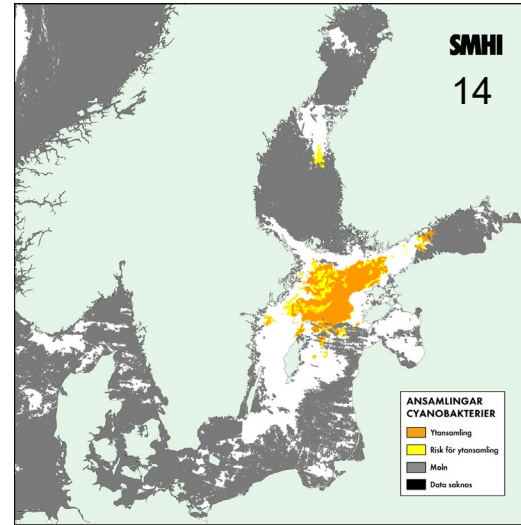 SMHI
14
ANSAMLINGAR
CYANOBAKTERIER
Ytansamling
Risk för ytansamling
Moln
Data saknas